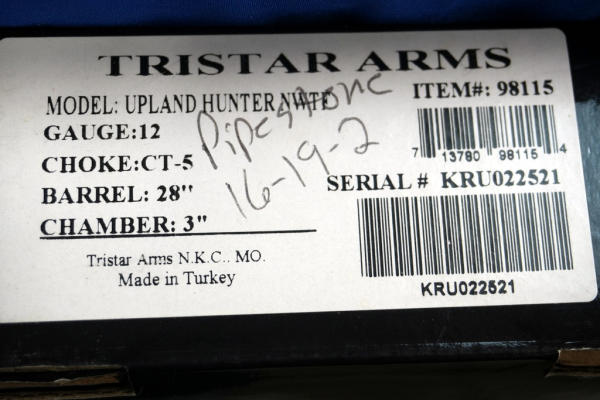 TRISTAR ARMS
MODEL: UPLAND HUNTER NWTF
ITEM#: 98115
GAUGE:12
CHOKE:CT-5
BARREL: 28"
CHAMBER: 3"
Pipestone
16-19-2
7 13780 98115 4
SERIAL # KRU022521
KRU022521
Tristar Arms N.K.C.. MO.
Made in Turkey